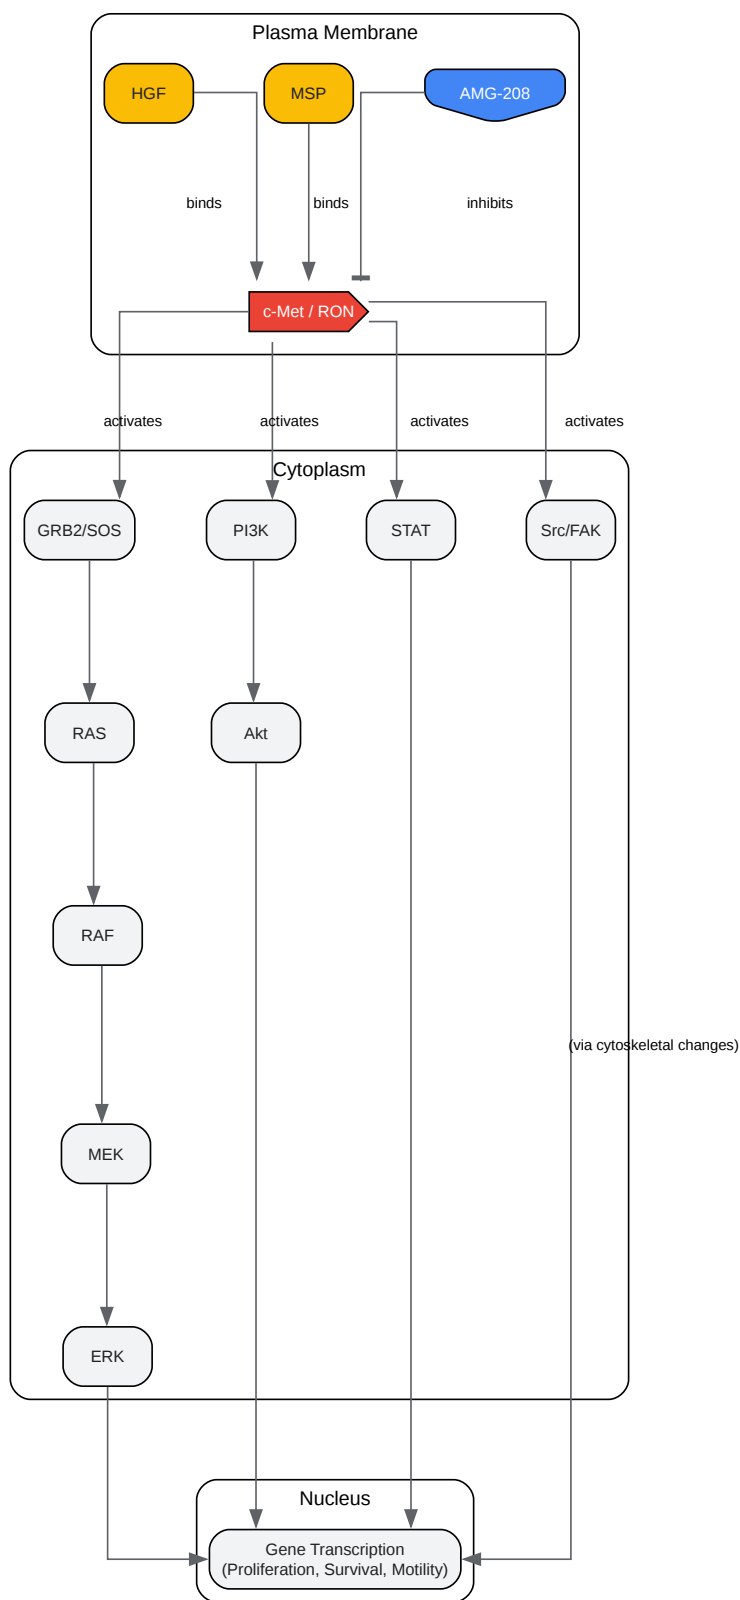 Plasma Membrane
HGF
MSP
AMG-208
binds
binds
inhibits
c-Met / RON
activates
activates
activates
activates
Cytoplasm
GRB2/SOS
PI3K
STAT
Src/FAK
RAS
Akt
RAF
(via cytoskeletal changes)
MEK
ERK
Nucleus
Gene Transcription
(Proliferation, Survival, Motility)